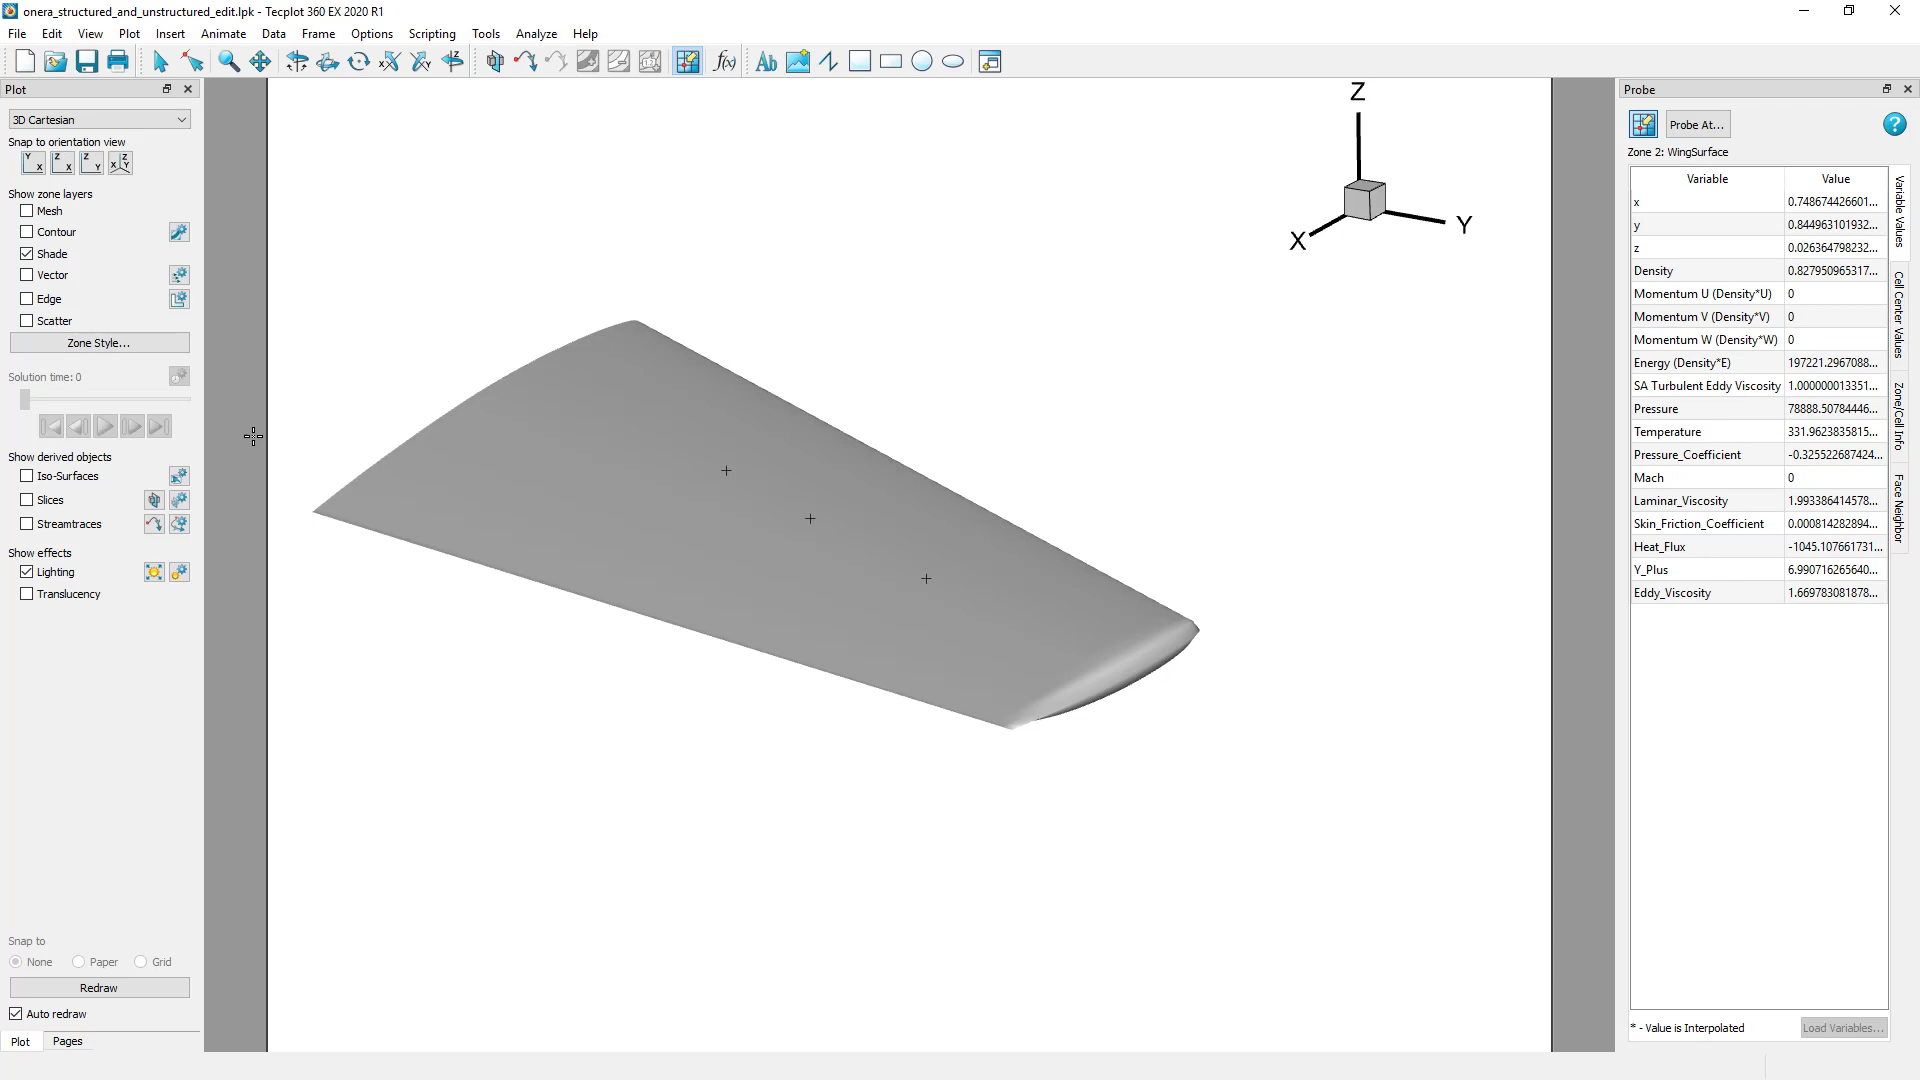 onera_structured_and_unstructured_edit.lpk - Tecplot 360 EX 2020 R1
File Edit View Plot Insert Animate Data Frame Options Scripting Tools Analyze Help
f(x) Ab
Plot
3D Cartesian
Snap to orientation view
Y X Z X Z Y X Z Y
Show zone layers
Mesh
Contour
Shade
Vector
Edge
Scatter
Zone Style...
Solution time: 0
Show derived objects
Iso-Surfaces
Slices
Streamtraces
Show effects
Lighting
Translucency
Snap to
None Paper Grid
Redraw
Auto redraw
Plot Pages
Z
Y
X
Probe
Probe At...
Zone 2: WingSurface
Variable Value
x 0.748674426601...
y 0.844963101932...
z 0.026364798232...
Density 0.827950965317...
Momentum U (Density*U) 0
Momentum V (Density*V) 0
Momentum W (Density*W) 0
Energy (Density*E) 197221.2967088...
SA Turbulent Eddy Viscosity 1.000000013351...
Pressure 78888.50784446...
Temperature 331.9623835815...
Pressure_Coefficient -0.325522687424...
Mach 0
Laminar_Viscosity 1.993386414578...
Skin_Friction_Coefficient 0.000814282894...
Heat_Flux -1045.107661731...
Y_Plus 6.990716265640...
Eddy_Viscosity 1.669783081878...
Variable Values
Cell Center Values
Zone/Cell Info
Face Neighbor
* - Value is Interpolated
Load Variables...